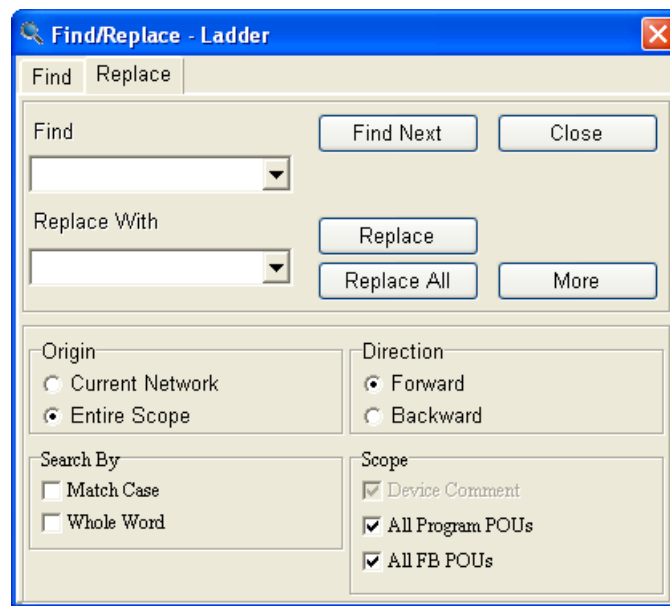 Find/Replace - Ladder
Find Replace
Find
Find Next
Close
Replace With
Replace
Replace All
More
Origin
Current Network
Entire Scope
Direction
Forward
Backward
Search By
Match Case
Whole Word
Scope
Device Comment
All Program POUs
All FB POUs